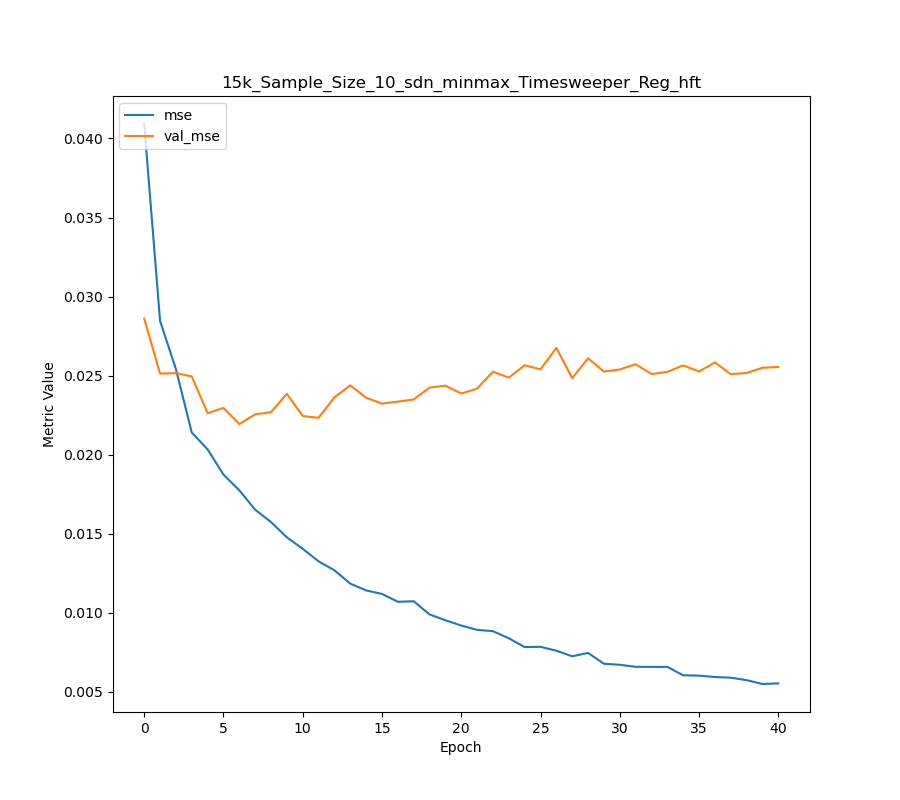 15k_Sample_Size_10_sdn_minmax_Timesweeper_Reg_hft
mse
val_mse
0.040
0.035
0.030
0.025
0.020
0.015
0.010
0.005
Metric Value
0 5 10 15 20 25 30 35 40
Epoch